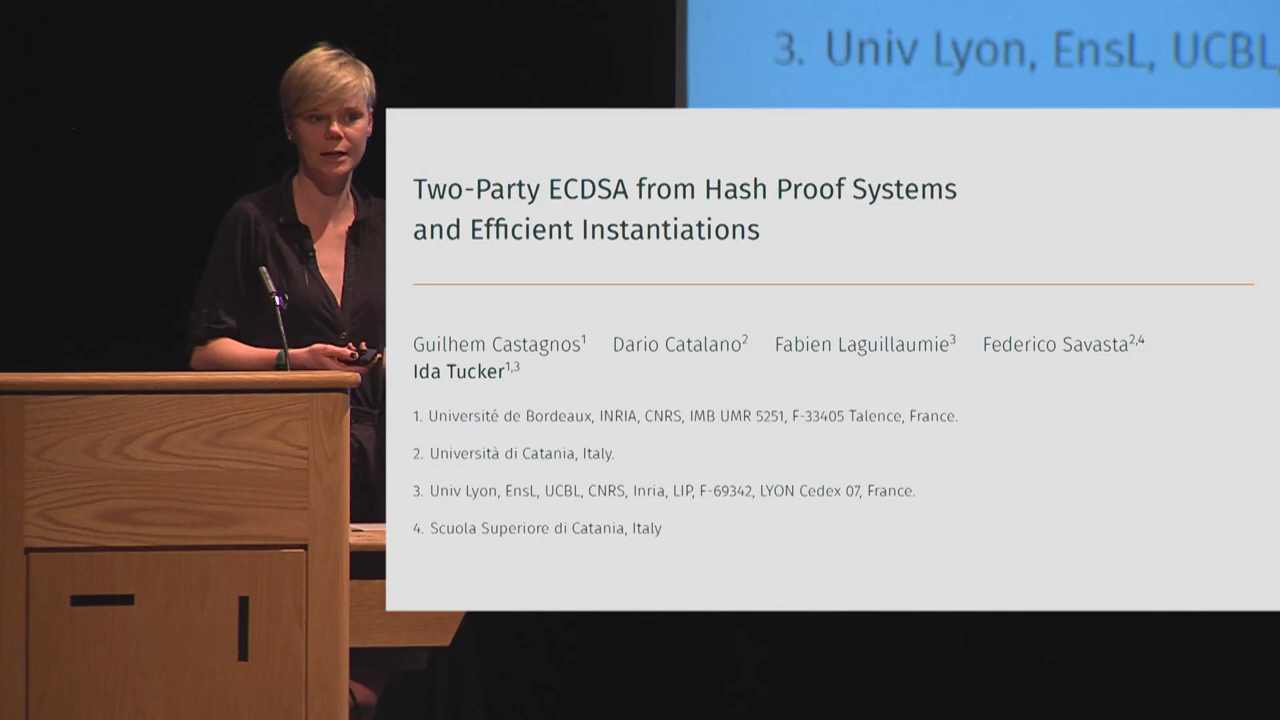 3. Univ Lyon, EnsL, UCBL,
Two-Party ECDSA from Hash Proof Systems
and Efficient Instantiations
Guilhem Castagnos¹ Dario Catalano² Fabien Laguillaumie³ Federico Savasta²,⁴
Ida Tucker¹,³
1. Université de Bordeaux, INRIA, CNRS, IMB UMR 5251, F-33405 Talence, France.
2. Università di Catania, Italy.
3. Univ Lyon, EnsL, UCBL, CNRS, Inria, LIP, F-69342, LYON Cedex 07, France.
4. Scuola Superiore di Catania, Italy